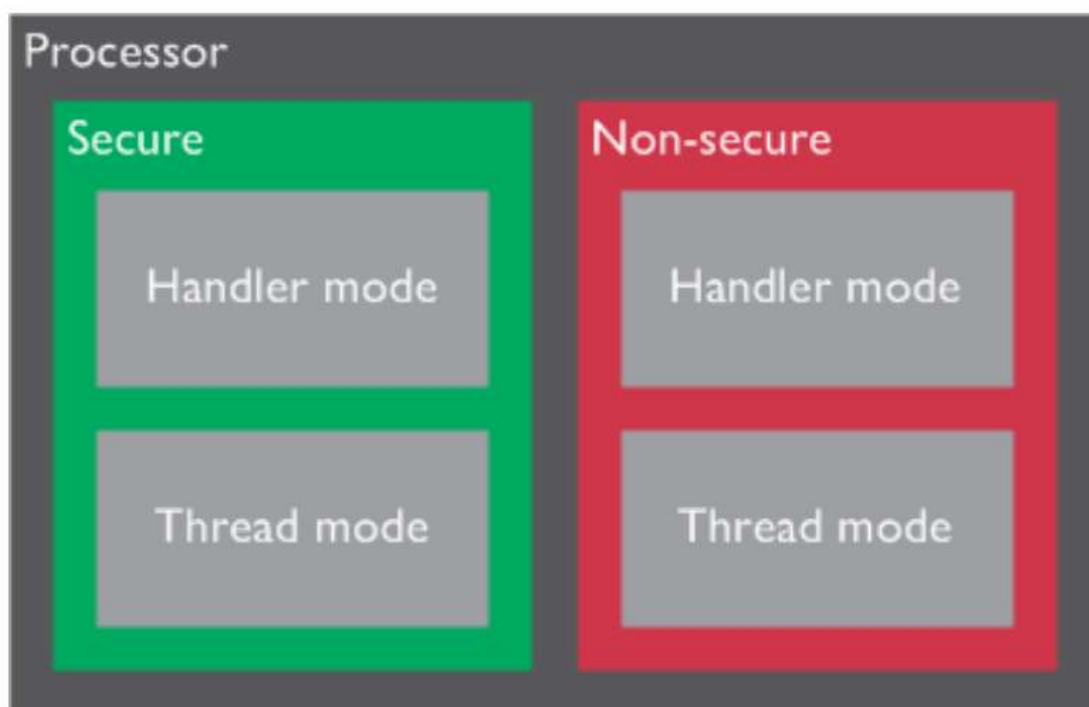 Processor
Secure
Handler mode
Thread mode
Non-secure
Handler mode
Thread mode